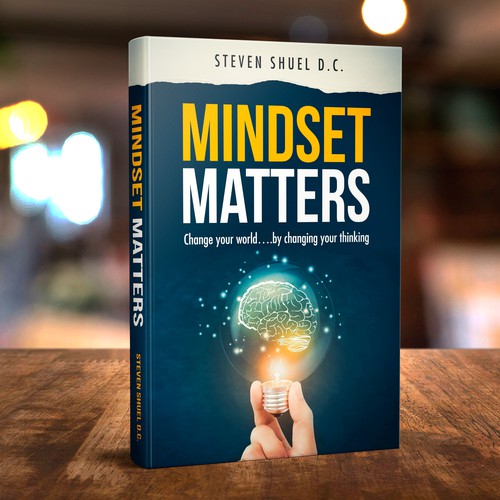 STEVEN SHUEL D.C.
MINDSET
MATTERS
Change your world....by changing your thinking
MINDSET MATTERS
STEVEN SHUEL D.C.